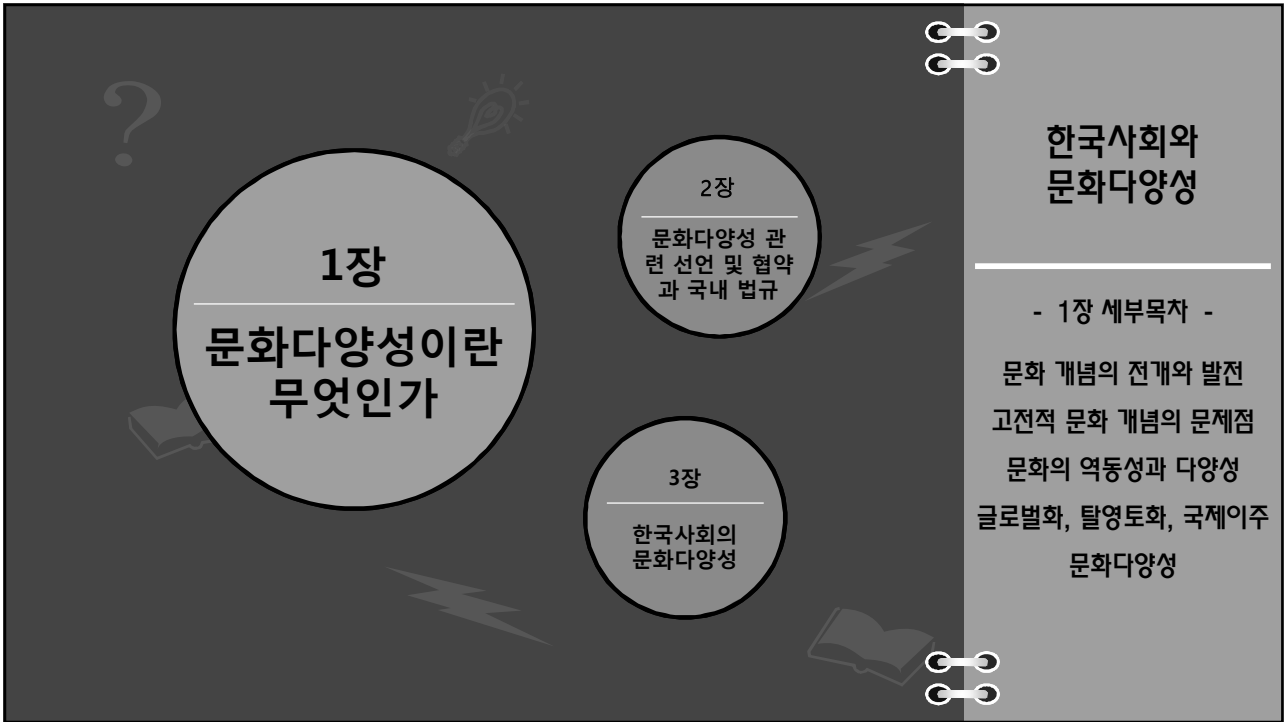 1장
문화다양성이란
무엇인가
2장
문화다양성 관
련 선언 및 협약
과 국내 법규
3장
한국사회의
문화다양성
한국사회와
문화다양성
- 1장 세부목차 -
문화 개념의 전개와 발전
고전적 문화 개념의 문제점
문화의 역동성과 다양성
글로벌화, 탈영토화, 국제이주
문화다양성
?